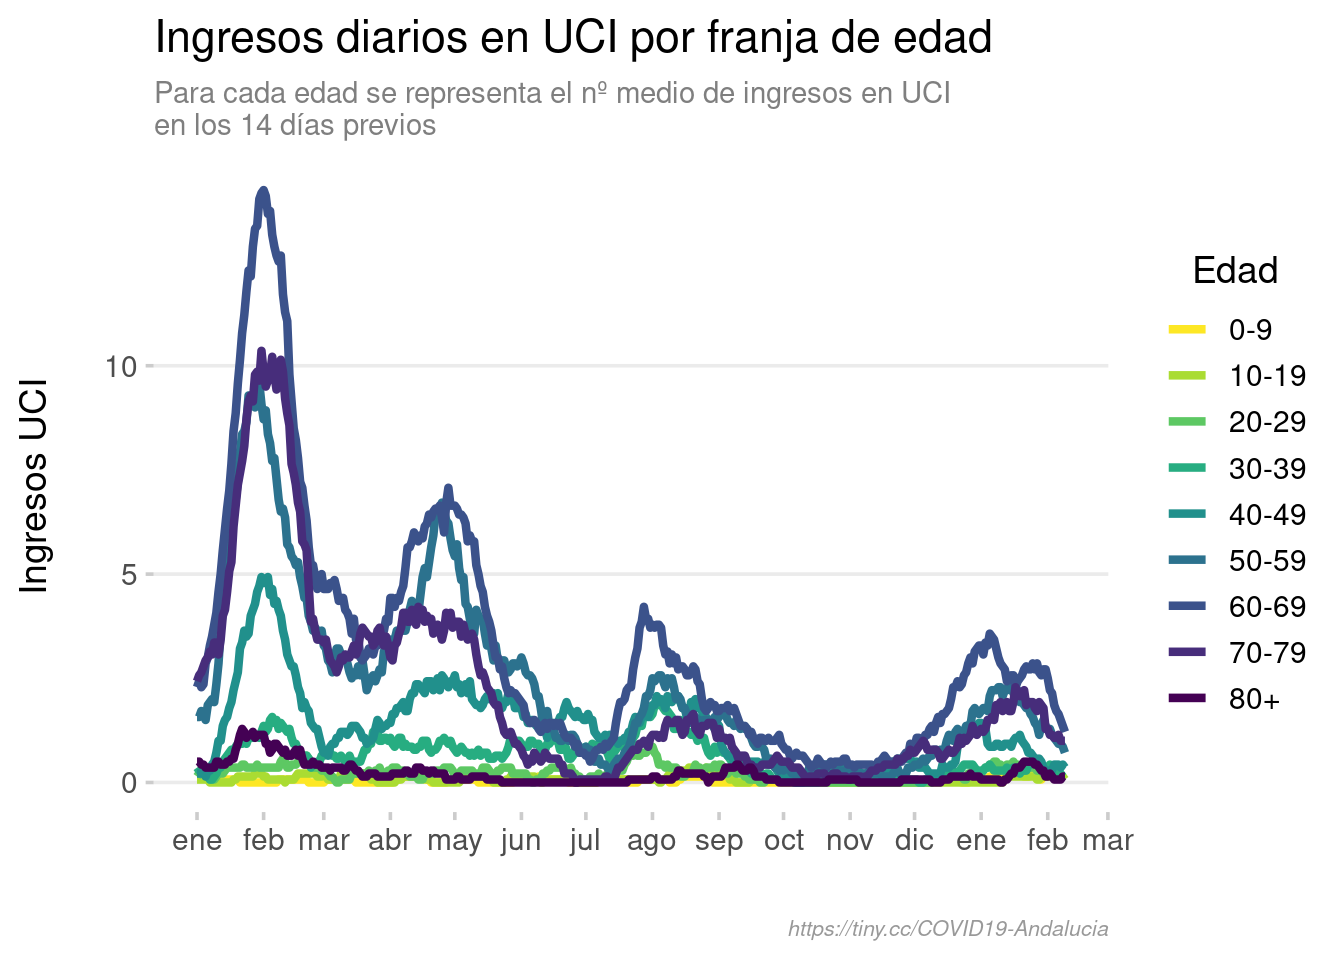 Ingresos diarios en UCI por franja de edad
Para cada edad se representa el nº medio de ingresos en UCI
en los 14 días previos
Ingresos UCI
10
5
0
ene feb mar abr may jun jul ago sep oct nov dic ene feb mar
Edad
0-9
10-19
20-29
30-39
40-49
50-59
60-69
70-79
80+
https://tiny.cc/COVID19-Andalucia